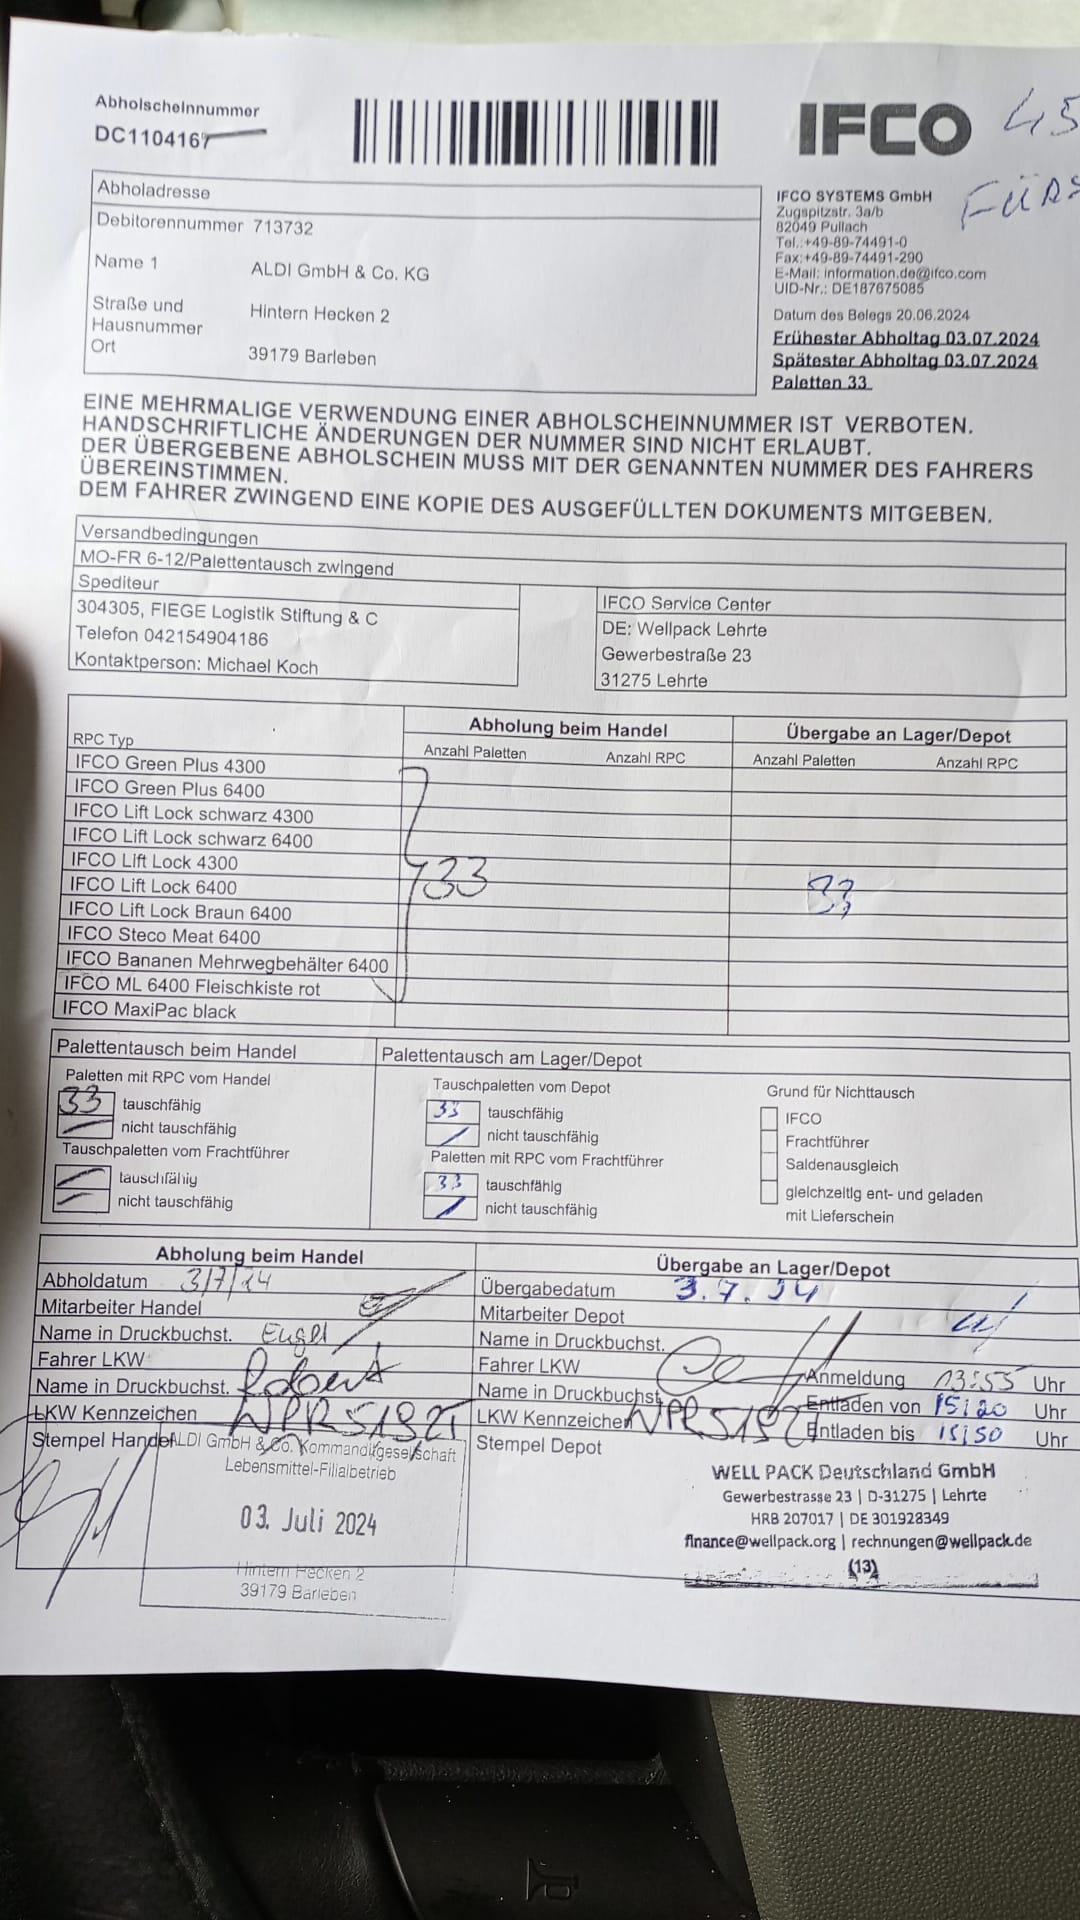 Abholscheinnummer
DC1104167
IFCO
45
FÜRS
Abholadresse
Debitorennummer 713732
Name 1 ALDI GmbH & Co. KG
Straße und Hausnummer Hintern Hecken 2
Ort 39179 Barleben
IFCO SYSTEMS GmbH
Zugspitzstr. 3a/b
82049 Pullach
Tel.:+49-89-74491-0
Fax:+49-89-74491-290
E-Mail: information.de@ifco.com
UID-Nr.: DE187675085
Datum des Belegs 20.06.2024
Frühester Abholtag 03.07.2024
Spätester Abholtag 03.07.2024
Paletten 33
EINE MEHRMALIGE VERWENDUNG EINER ABHOLSCHEINNUMMER IST VERBOTEN.
HANDSCHRIFTLICHE ÄNDERUNGEN DER NUMMER SIND NICHT ERLAUBT.
DER ÜBERGEBENE ABHOLSCHEIN MUSS MIT DER GENANNTEN NUMMER DES FAHRERS
ÜBEREINSTIMMEN.
DEM FAHRER ZWINGEND EINE KOPIE DES AUSGEFÜLLTEN DOKUMENTS MITGEBEN.
Versandbedingungen
MO-FR 6-12/Palettentausch zwingend
Spediteur
304305, FIEGE Logistik Stiftung & C
Telefon 042154904186
Kontaktperson: Michael Koch
IFCO Service Center
DE: Wellpack Lehrte
Gewerbestraße 23
31275 Lehrte
Abholung beim Handel Übergabe an Lager/Depot
RPC Typ Anzahl Paletten Anzahl RPC Anzahl Paletten Anzahl RPC
IFCO Green Plus 4300
IFCO Green Plus 6400
IFCO Lift Lock schwarz 4300
IFCO Lift Lock schwarz 6400
IFCO Lift Lock 4300
IFCO Lift Lock 6400 33 33
IFCO Lift Lock Braun 6400
IFCO Steco Meat 6400
IFCO Bananen Mehrwegbehälter 6400
IFCO ML 6400 Fleischkiste rot
IFCO MaxiPac black
Palettentausch beim Handel
Paletten mit RPC vom Handel
33 tauschfähig
nicht tauschfähig
Tauschpaletten vom Frachtführer
tauschfähig
nicht tauschfähig
Palettentausch am Lager/Depot
Tauschpaletten vom Depot
33 tauschfähig
nicht tauschfähig
Paletten mit RPC vom Frachtführer
33 tauschfähig
nicht tauschfähig
Grund für Nichttausch
IFCO
Frachtführer
Saldenausgleich
gleichzeitig ent- und geladen
mit Lieferschein
Abholung beim Handel
Abholdatum 3/7/24
Mitarbeiter Handel
Name in Druckbuchst. Engel
Fahrer LKW
Name in Druckbuchst. Robert
LKW Kennzeichen WPR5192T
Stempel Handel
ALDI GmbH & Co. Kommanditgesellschaft
Lebensmittel-Filialbetrieb
03. Juli 2024
Hintern Hecken 2
39179 Barleben
Übergabe an Lager/Depot
Übergabedatum 3.7.24
Mitarbeiter Depot
Name in Druckbuchst.
Fahrer LKW
Anmeldung 13:55 Uhr
Name in Druckbuchst.
Entladen von 15:20 Uhr
LKW Kennzeichen WPR5192
Entladen bis 15:50 Uhr
Stempel Depot
WELL PACK Deutschland GmbH
Gewerbestrasse 23 | D-31275 | Lehrte
HRB 207017 | DE 301928349
finance@wellpack.org | rechnungen@wellpack.de
(13)